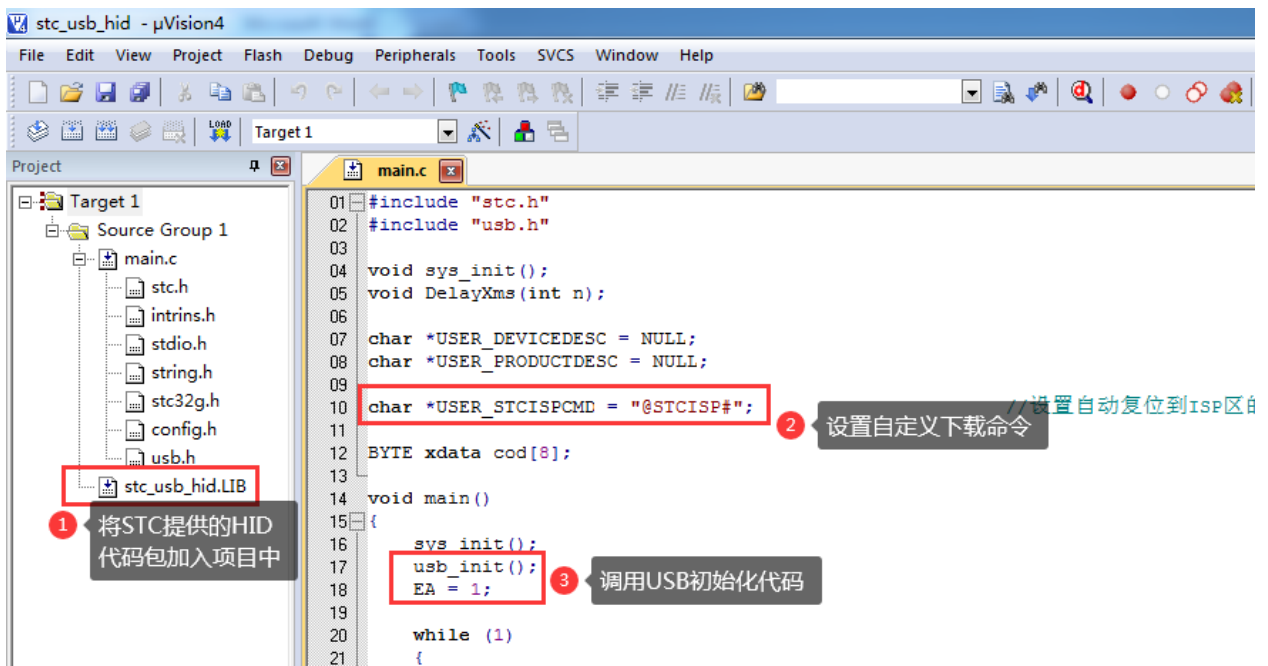 stc_usb_hid - µVision4
File Edit View Project Flash Debug Peripherals Tools SVCS Window Help
LOAD
Target 1
Project
main.c
Target 1
Source Group 1
main.c
stc.h
intrins.h
stdio.h
string.h
stc32g.h
config.h
usb.h
stc_usb_hid.LIB
1 将STC提供的HID
代码包加入项目中
01 #include "stc.h"
02 #include "usb.h"
03
04 void sys_init();
05 void DelayXms(int n);
06
07 char *USER_DEVICEDESC = NULL;
08 char *USER_PRODUCTDESC = NULL;
09
10 char *USER_STCISPCMD = "@STCISP#"; //设置自动复位到ISP区的
2 设置自定义下载命令
11
12 BYTE xdata cod[8];
13
14 void main()
15 {
16 sys_init();
17 usb_init();
18 EA = 1;
3 调用USB初始化代码
19
20 while (1)
21 {